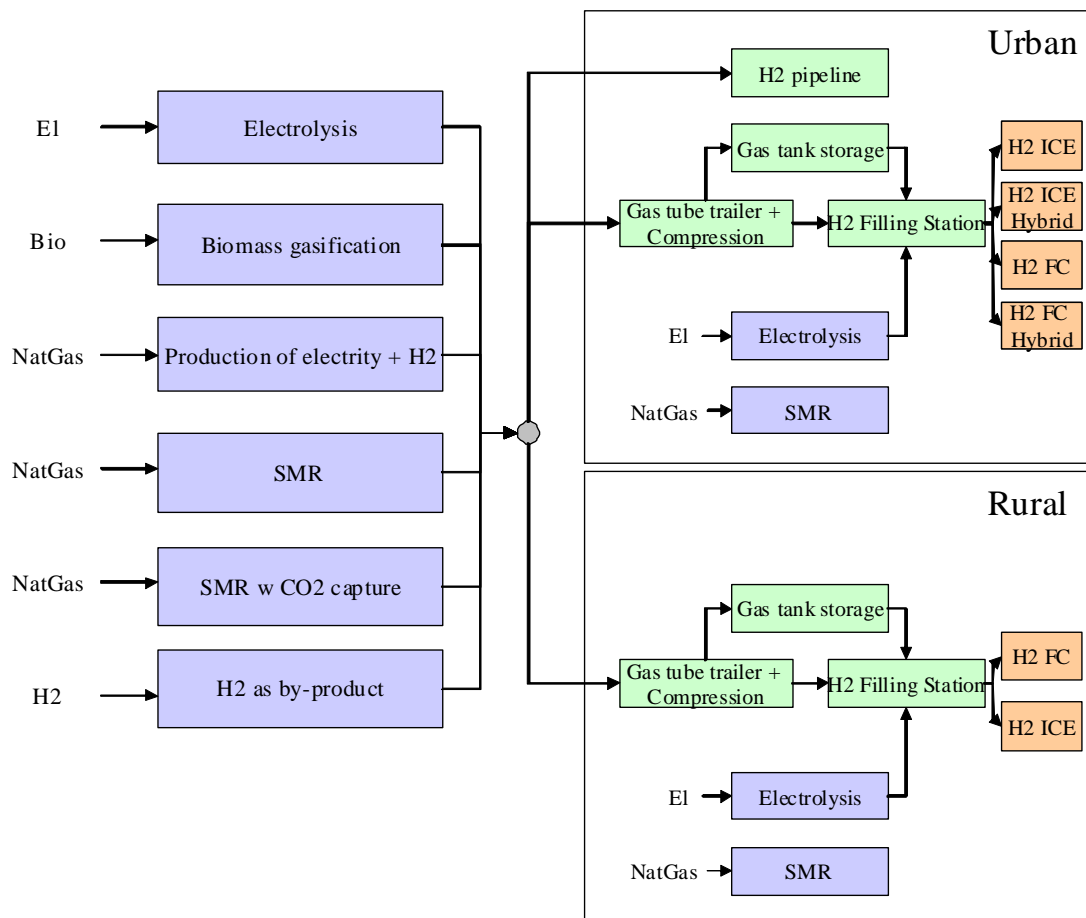 El
Electrolysis
Bio
Biomass gasification
NatGas
Production of electrity + H2
NatGas
SMR
NatGas
SMR w CO2 capture
H2
H2 as by-product
Urban
H2 pipeline
Gas tank storage
Gas tube trailer +
Compression
H2 Filling Station
H2 ICE
H2 ICE
Hybrid
H2 FC
H2 FC
Hybrid
El
Electrolysis
NatGas
SMR
Rural
Gas tank storage
Gas tube trailer +
Compression
H2 Filling Station
H2 FC
H2 ICE
El
Electrolysis
NatGas
SMR